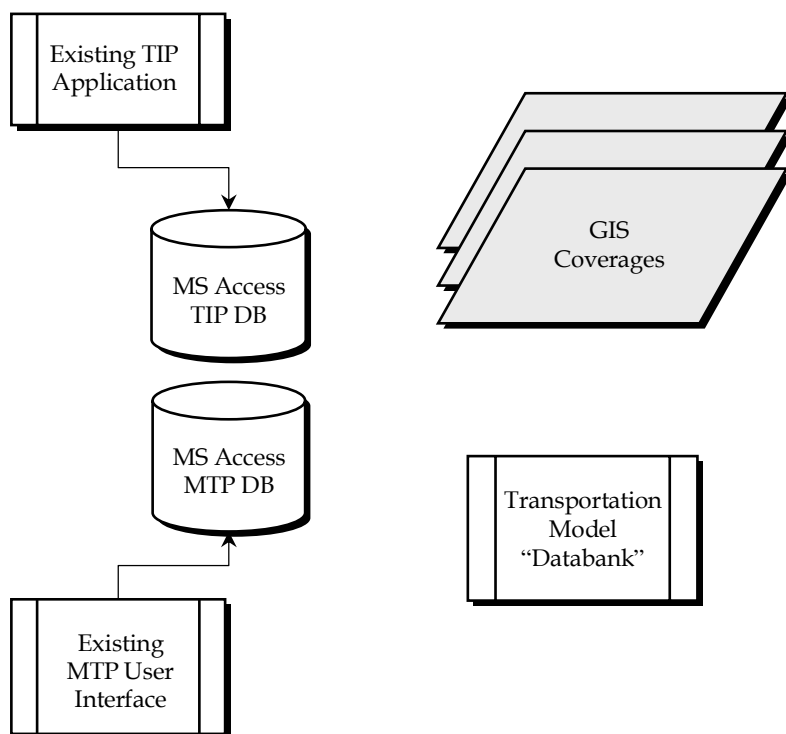 Existing TIP
Application
GIS
Coverages
MS Access
TIP DB
MS Access
MTP DB
Transportation
Model
“Databank”
Existing
MTP User
Interface